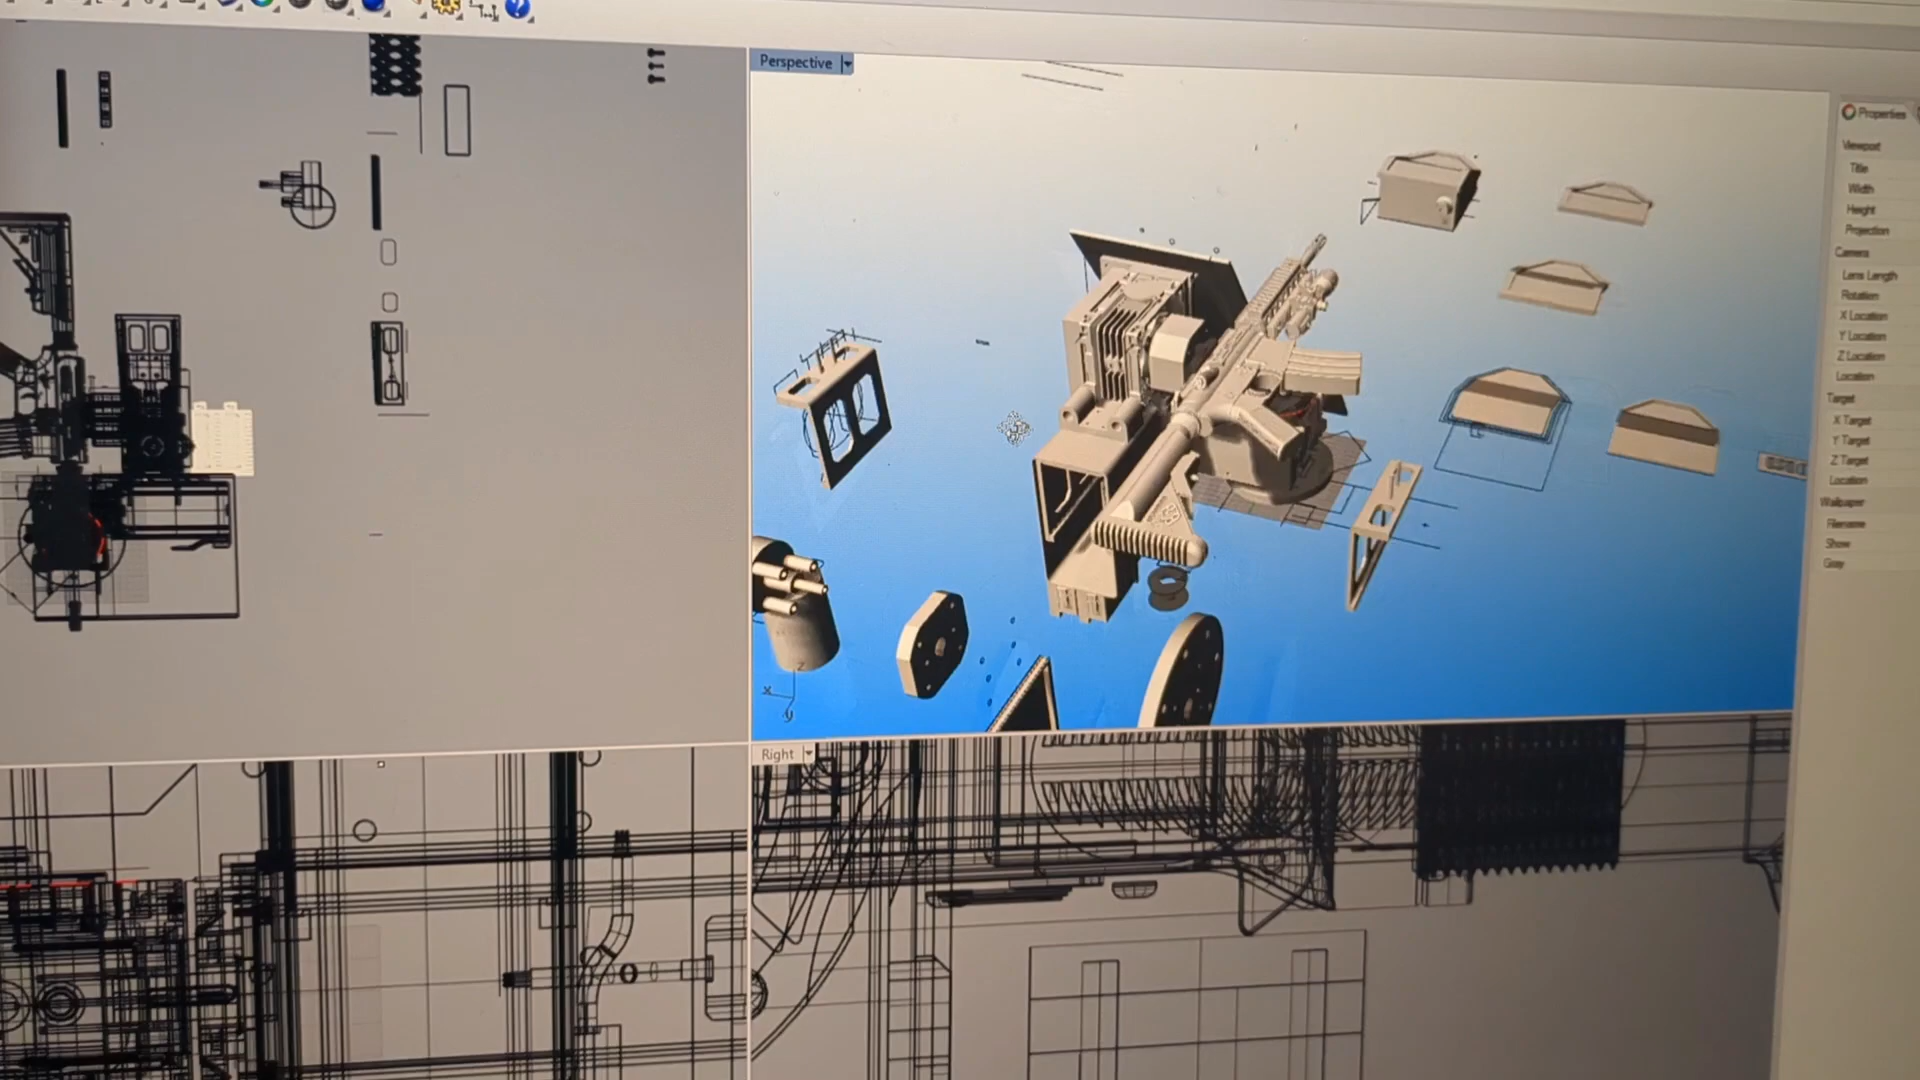 Perspective
Properties
Viewport
Title
Width
Height
Projection
Camera
Lens Length
Rotation
X Location
Y Location
Z Location
Location
Target
X Target
Y Target
Z Target
Location
Wallpaper
Filename
Show
Gray
z
x
y
Right